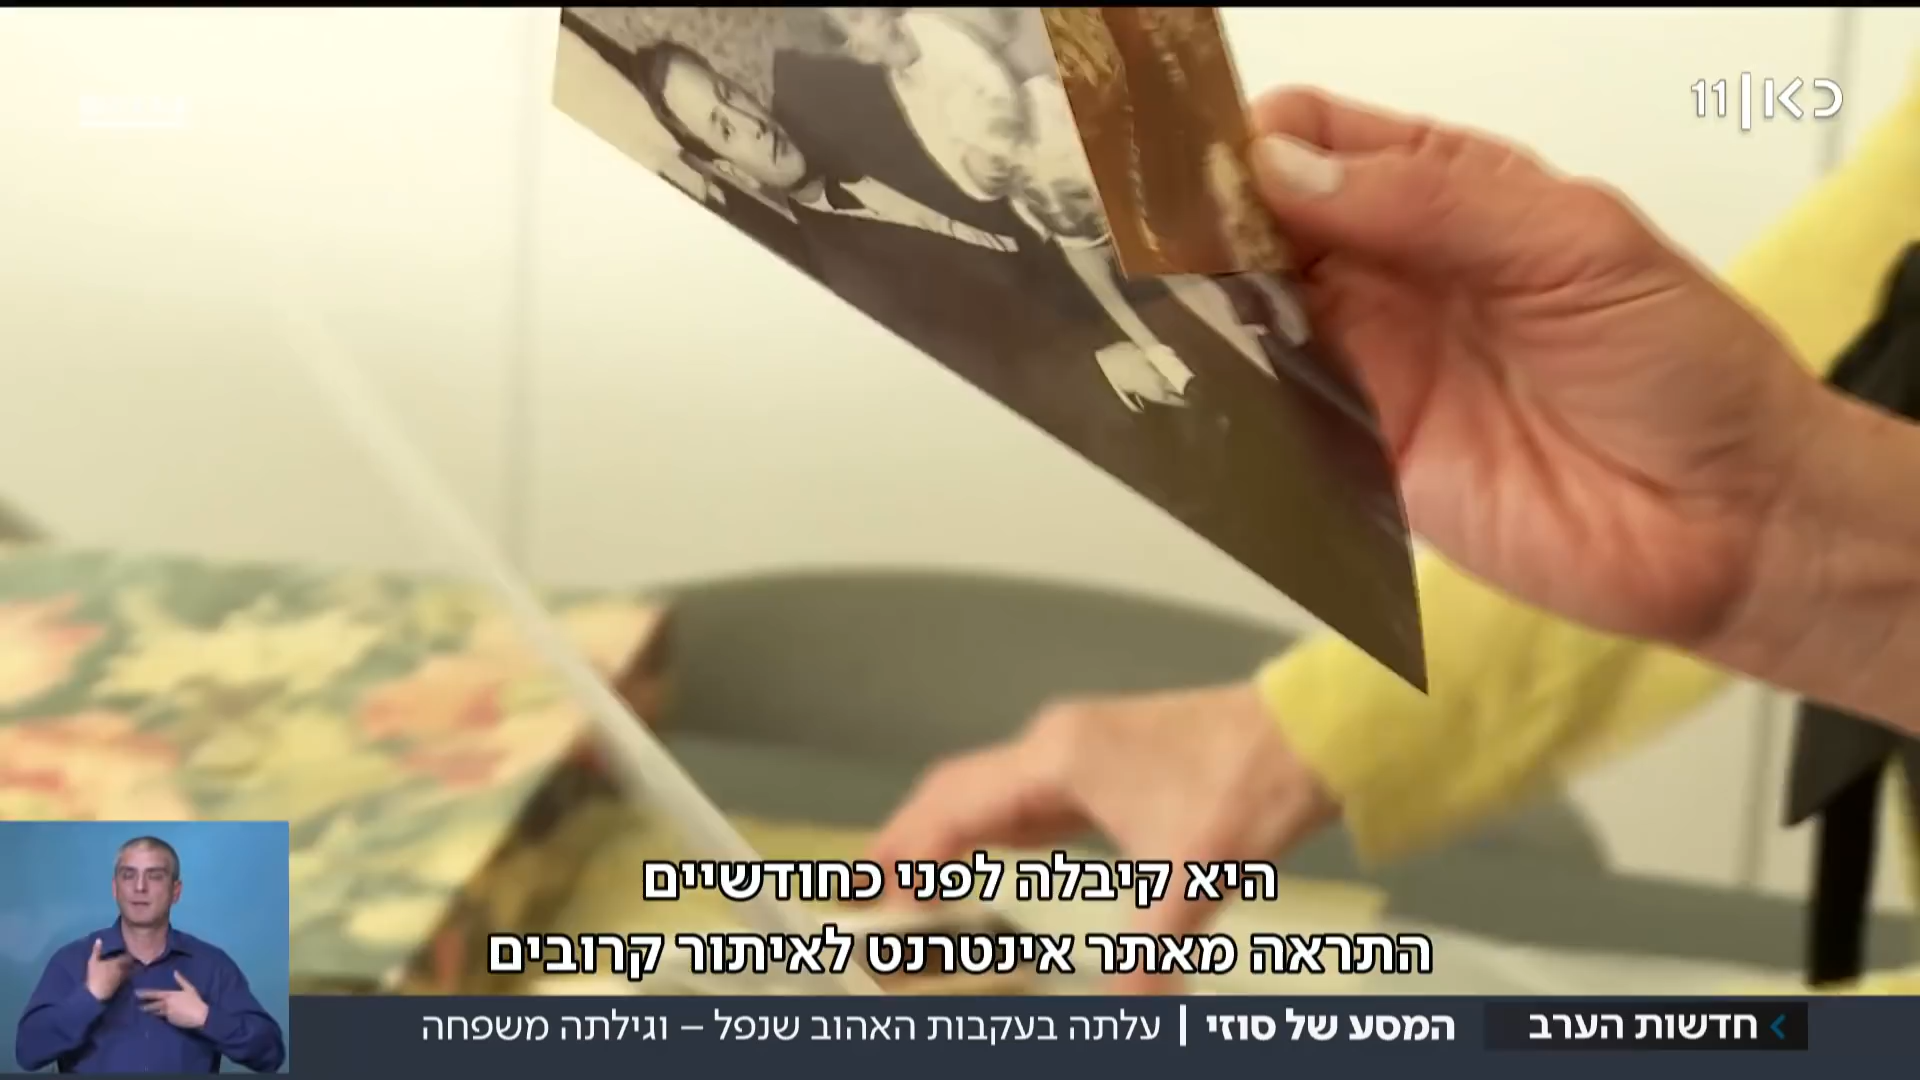 כאן|11
היא קיבלה לפני כחודשיים
התראה מאתר אינטרנט לאיתור קרובים
חדשות הערב
המסע של סוזי | עלתה בעקבות האהוב שנפל – וגילתה משפחה